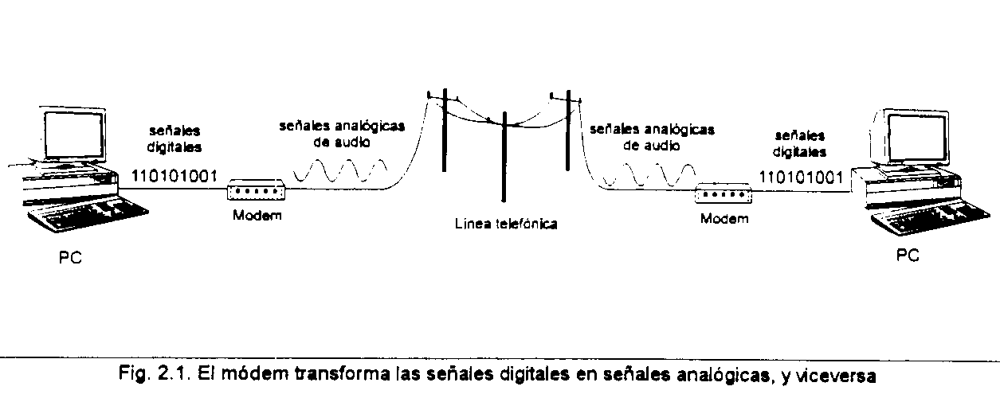 señales
digitales
110101001
señales analógicas
de audio
señales analógicas
de audio
señales
digitales
110101001
Modem
Línea telefónica
Modem
PC
PC
Fig. 2.1. El módem transforma las señales digitales en señales analógicas, y viceversa